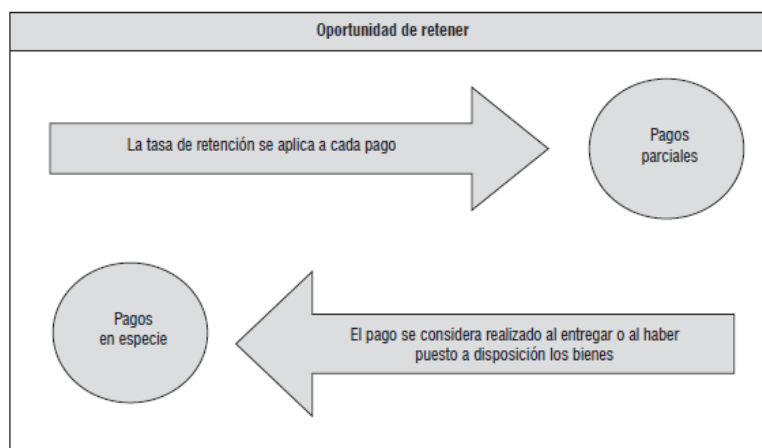 Oportunidad de retener
La tasa de retención se aplica a cada pago
Pagos
parciales
Pagos
en especie
El pago se considera realizado al entregar o al haber
puesto a disposición los bienes